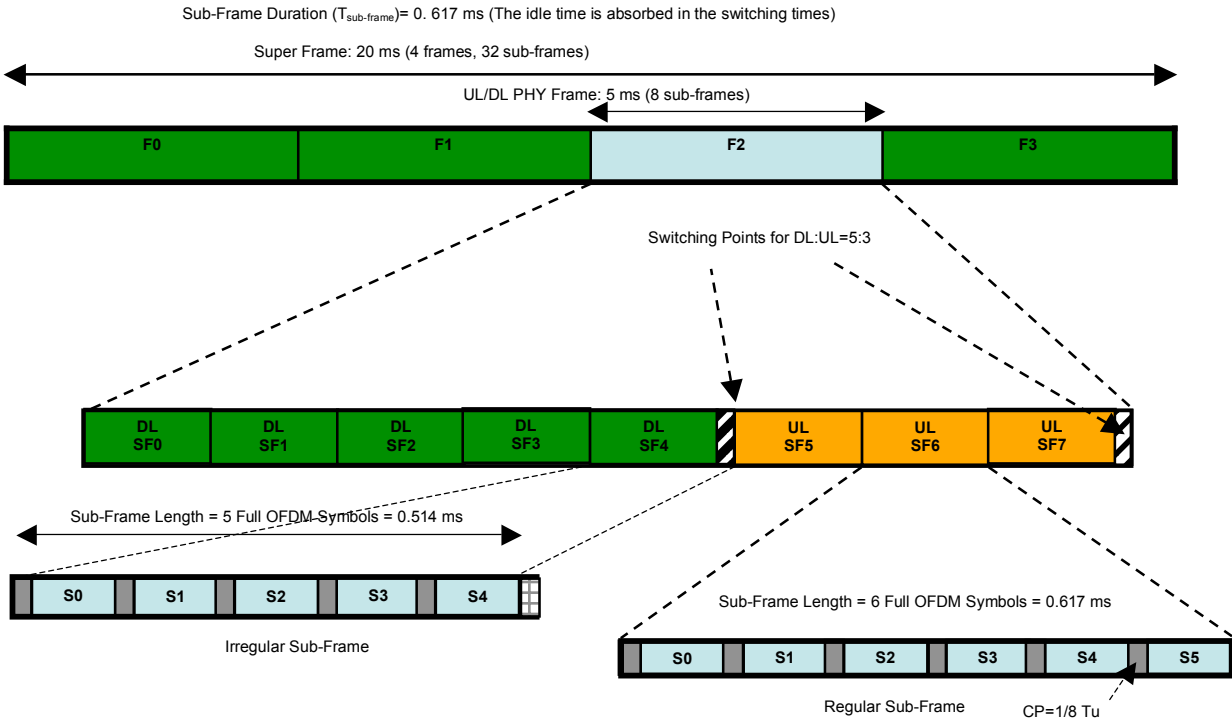 Sub-Frame Duration (Tsub-frame)= 0. 617 ms (The idle time is absorbed in the switching times)
Super Frame: 20 ms (4 frames, 32 sub-frames)
UL/DL PHY Frame: 5 ms (8 sub-frames)
F0 F1 F2 F3
Switching Points for DL:UL=5:3
DL DL DL DL DL UL UL UL
SF0 SF1 SF2 SF3 SF4 SF5 SF6 SF7
Sub-Frame Length = 5 Full OFDM Symbols = 0.514 ms
S0 S1 S2 S3 S4
Irregular Sub-Frame
Sub-Frame Length = 6 Full OFDM Symbols = 0.617 ms
S0 S1 S2 S3 S4 S5
Regular Sub-Frame
CP=1/8 Tu